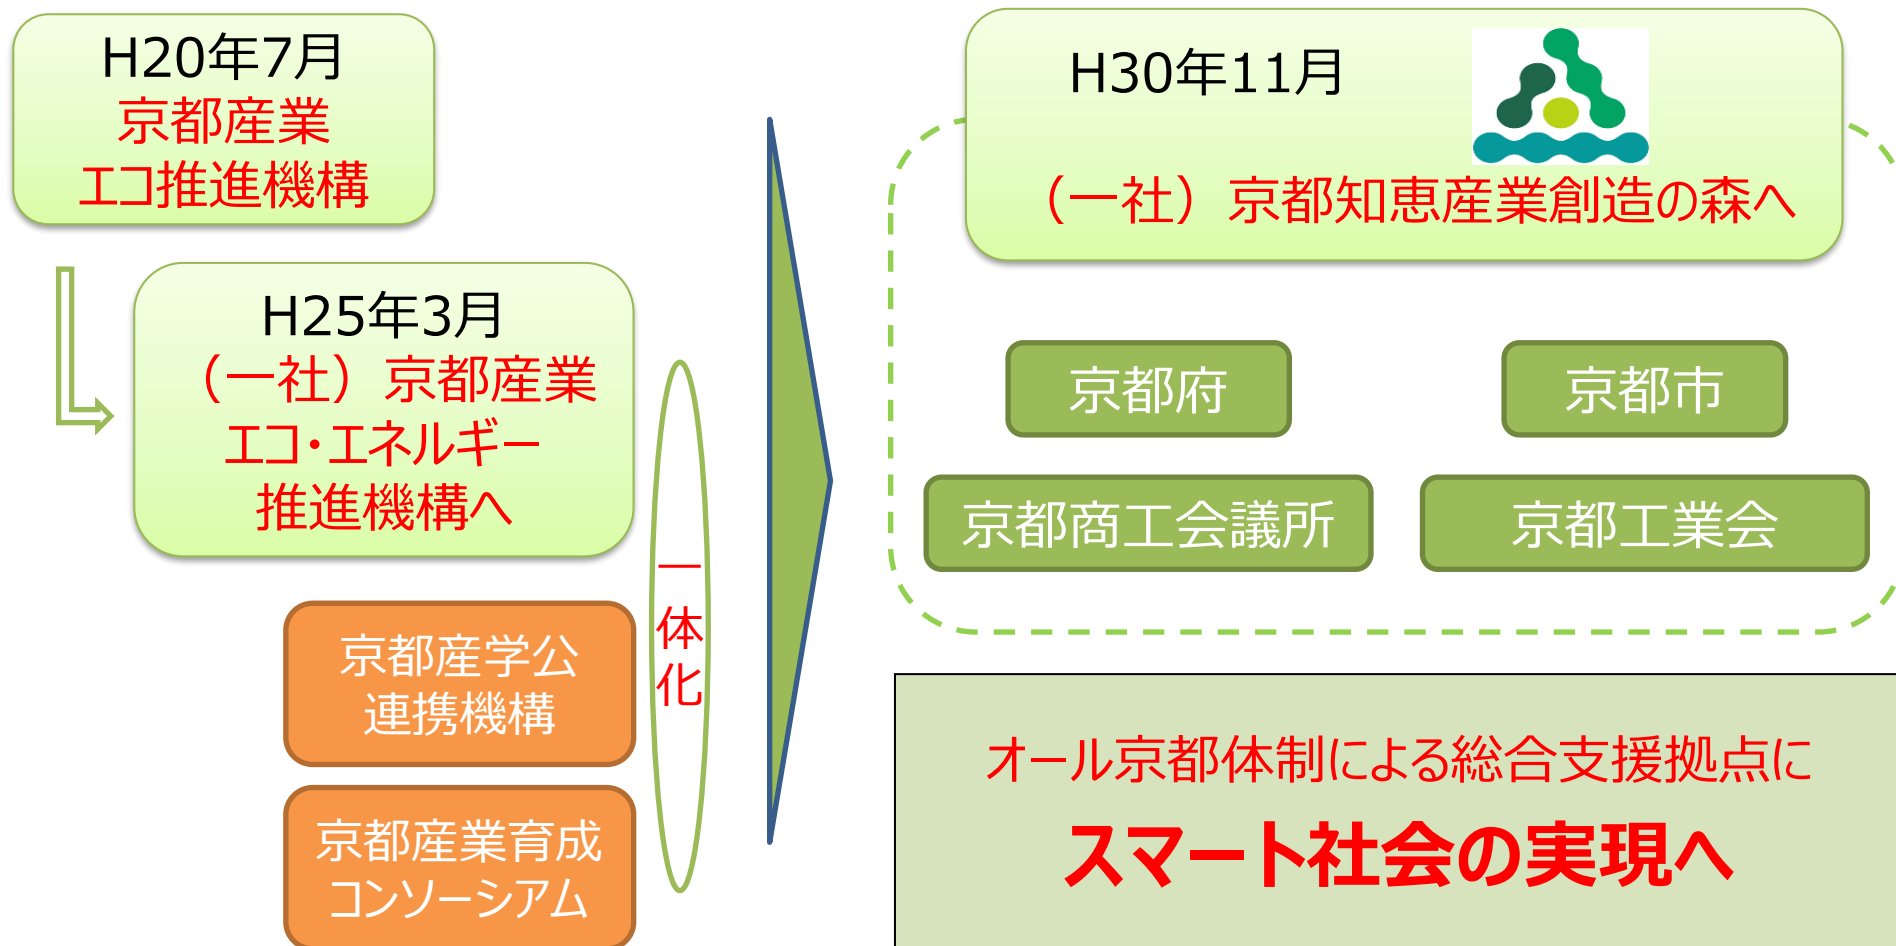 H20年7月
京都産業
エコ推進機構
H25年3月
（一社）京都産業
エコ・エネルギー
推進機構へ
京都産学公
連携機構
京都産業育成
コンソーシアム
一
体
化
H30年11月
（一社）京都知恵産業創造の森へ
京都府
京都市
京都商工会議所
京都工業会
オール京都体制による総合支援拠点に
スマート社会の実現へ